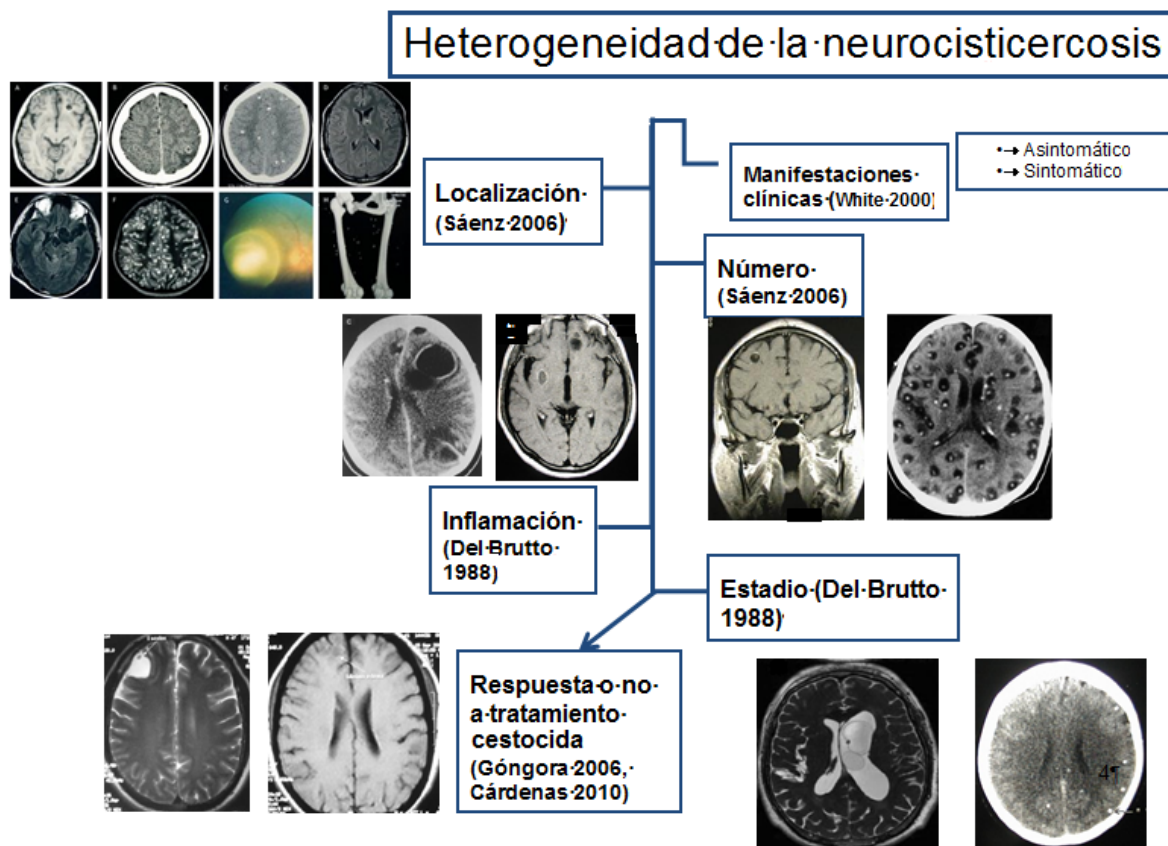 Heterogeneidad·de·la·neurocisticercosis
A
B
C
D
E
F
G
H
Localización·
(Sáenz·2006)
Manifestaciones·
clínicas·(White·2000)
•→ Asintomático
•→ Sintomático
Número·
(Sáenz·2006)
Inflamación·
(Del·Brutto·
1988)
Estadio·(Del·Brutto·
1988)
Respuesta·o·no·
a·tratamiento·
cestocida·
(Góngora·2006,·
Cárdenas·2010)
4¶